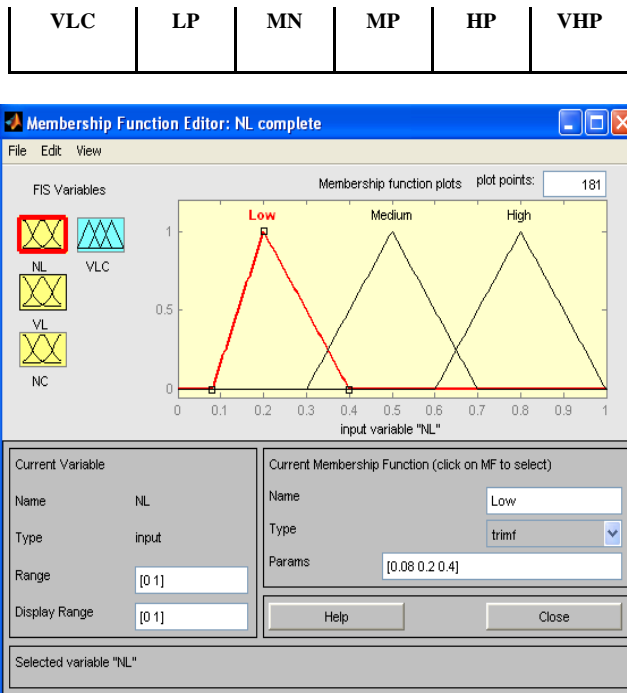 VLC LP MN MP HP VHP
Membership Function Editor: NL complete
File Edit View
FIS Variables
NL VLC
VL
NC
Membership function plots plot points: 181
Low Medium High
1
0.5
0
0 0.1 0.2 0.3 0.4 0.5 0.6 0.7 0.8 0.9 1
input variable "NL"
Current Variable
Name NL
Type input
Range [0 1]
Display Range [0 1]
Current Membership Function (click on MF to select)
Name Low
Type trimf
Params [0.08 0.2 0.4]
Help Close
Selected variable "NL"